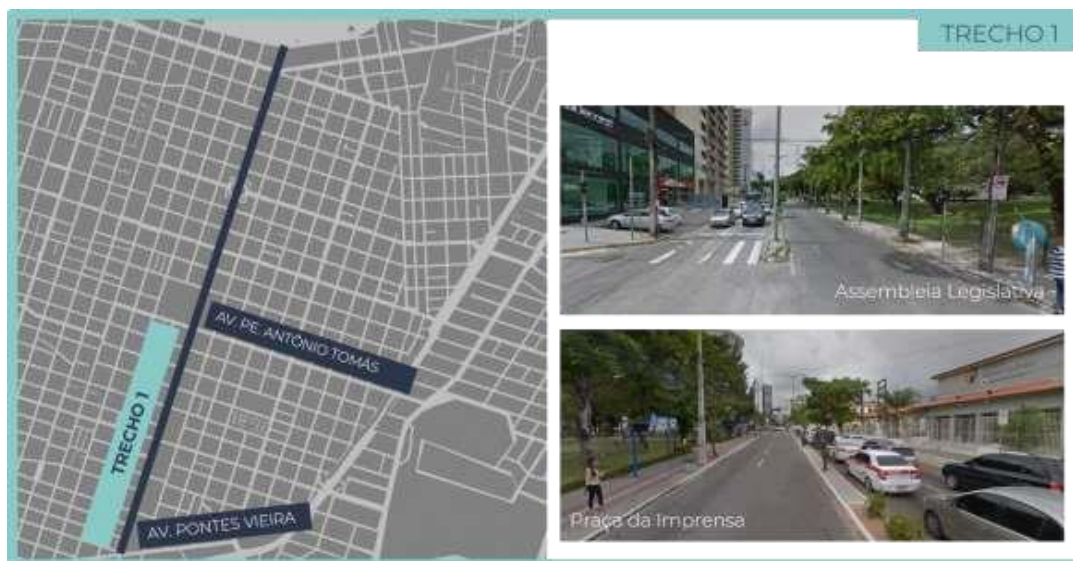 TRECHO 1
AV. PE. ANTÔNIO TOMÁS
TRECHO 1
AV. PONTES VIEIRA
Assembleia Legislativa
Praça da Imprensa